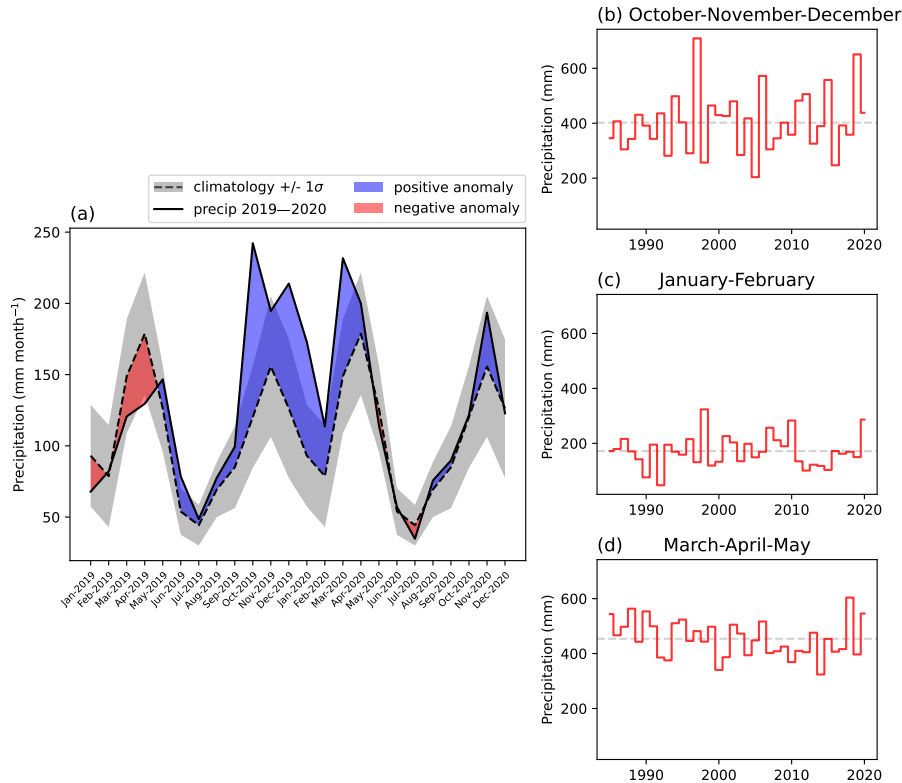 (b) October-November-December
Precipitation (mm)
600
400
200
1990 2000 2010 2020
climatology +/- 1σ
precip 2019—2020
positive anomaly
negative anomaly
(a)
Precipitation (mm month⁻¹)
250
200
150
100
50
Jan-2019
Feb-2019
Mar-2019
Apr-2019
May-2019
Jun-2019
Jul-2019
Aug-2019
Sep-2019
Oct-2019
Nov-2019
Dec-2019
Jan-2020
Feb-2020
Mar-2020
Apr-2020
May-2020
Jun-2020
Jul-2020
Aug-2020
Sep-2020
Oct-2020
Nov-2020
Dec-2020
(c) January-February
Precipitation (mm)
600
400
200
1990 2000 2010 2020
(d) March-April-May
Precipitation (mm)
600
400
200
1990 2000 2010 2020